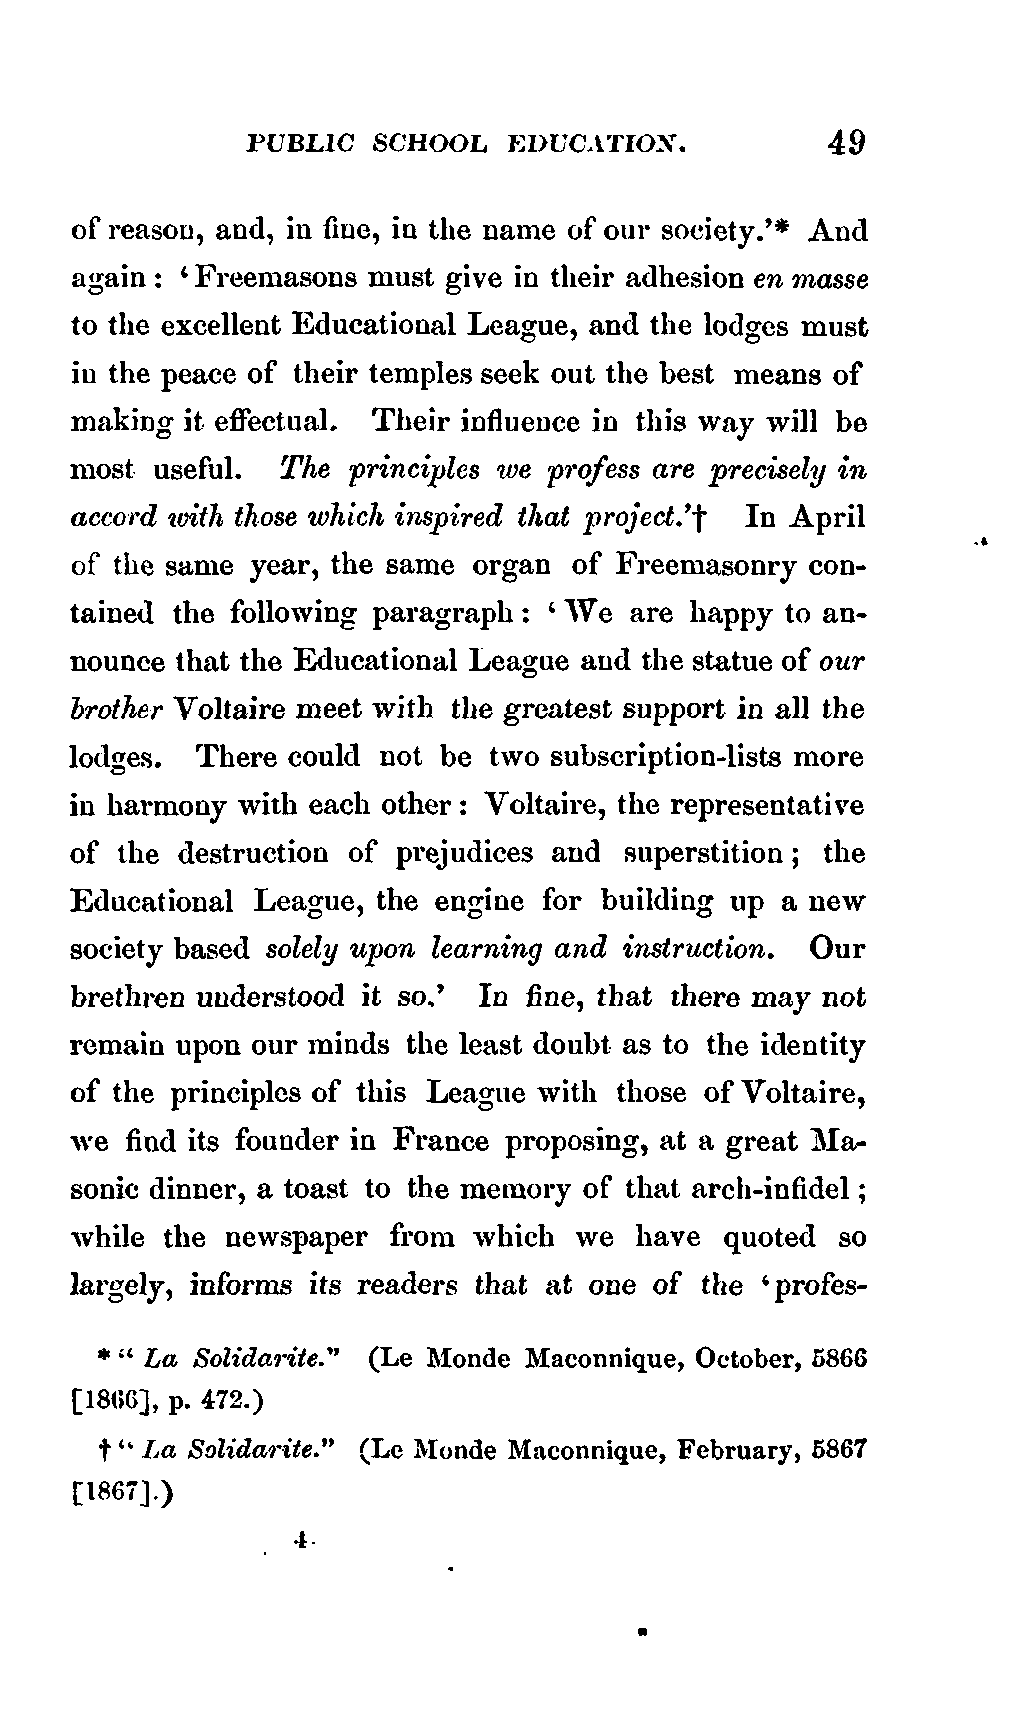 PUBLIC SCHOOL EDUCATION. 49
of reason, and, in fine, in the name of our society.'* And
again : ‘Freemasons must give in their adhesion en masse
to the excellent Educational League, and the lodges must
in the peace of their temples seek out the best means of
making it effectual. Their influence in this way will be
most useful. The principles we profess are precisely in
accord with those which inspired that project.’† In April
of the same year, the same organ of Freemasonry con-
tained the following paragraph : ‘We are happy to an-
nounce that the Educational League and the statue of our
brother Voltaire meet with the greatest support in all the
lodges. There could not be two subscription-lists more
in harmony with each other : Voltaire, the representative
of the destruction of prejudices and superstition ; the
Educational League, the engine for building up a new
society based solely upon learning and instruction. Our
brethren understood it so.’ In fine, that there may not
remain upon our minds the least doubt as to the identity
of the principles of this League with those of Voltaire,
we find its founder in France proposing, at a great Ma-
sonic dinner, a toast to the memory of that arch-infidel ;
while the newspaper from which we have quoted so
largely, informs its readers that at one of the ‘profes-
* “ La Solidarite.” (Le Monde Maconnique, October, 5866
[1866], p. 472.)
† “ La Solidarite.” (Le Monde Maconnique, February, 5867
[1867].)
4